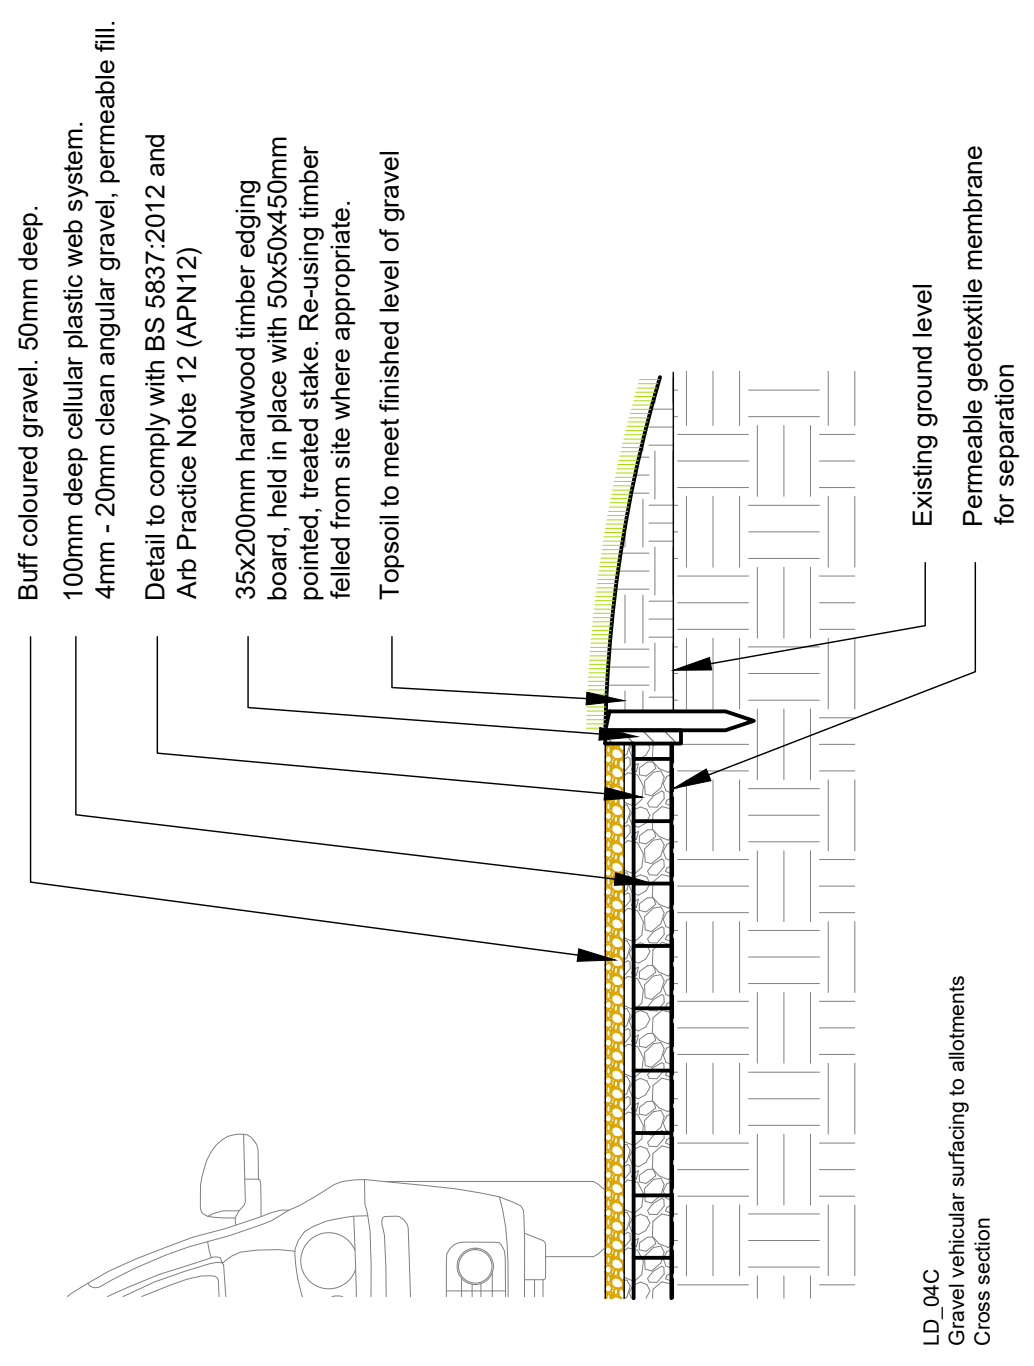 Buff coloured gravel. 50mm deep.
100mm deep cellular plastic web system.
4mm - 20mm clean angular gravel, permeable fill.
Detail to comply with BS 5837:2012 and
Arb Practice Note 12 (APN12)
35x200mm hardwood timber edging
board, held in place with 50x50x450mm
pointed, treated stake. Re-using timber
felled from site where appropriate.
Topsoil to meet finished level of gravel
Existing ground level
Permeable geotextile membrane
for separation
LD_04C
Gravel vehicular surfacing to allotments
Cross section